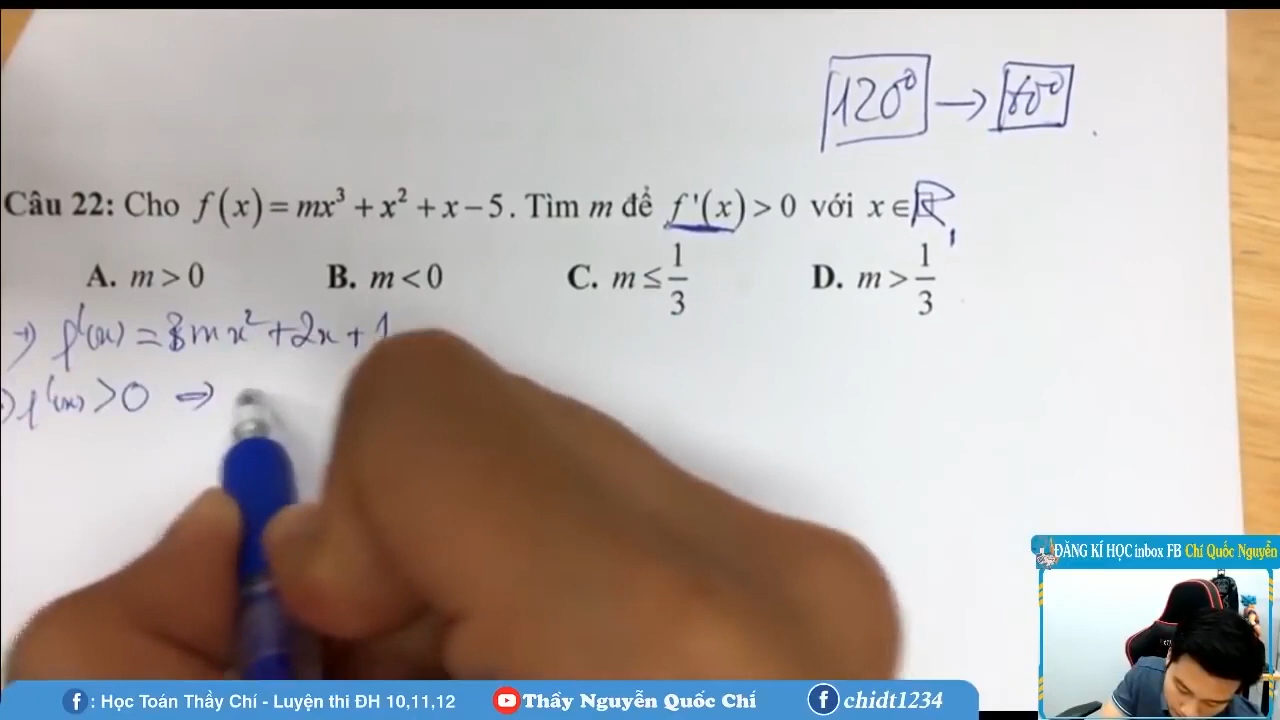 120⁰ → 60⁰
Câu 22: Cho f(x) = mx³ + x² + x − 5. Tìm m để f'(x) > 0 với x ∈ ℝ,
A. m > 0 B. m < 0 C. m ≤ 1/3 D. m > 1/3
→ f'(x) = 3mx² + 2x + 1
f'(x) > 0 ⇔
ĐĂNG KÍ HỌC inbox FB Chí Quốc Nguyễn
: Học Toán Thầy Chí - Luyện thi ĐH 10,11,12 Thầy Nguyễn Quốc Chí chidt1234